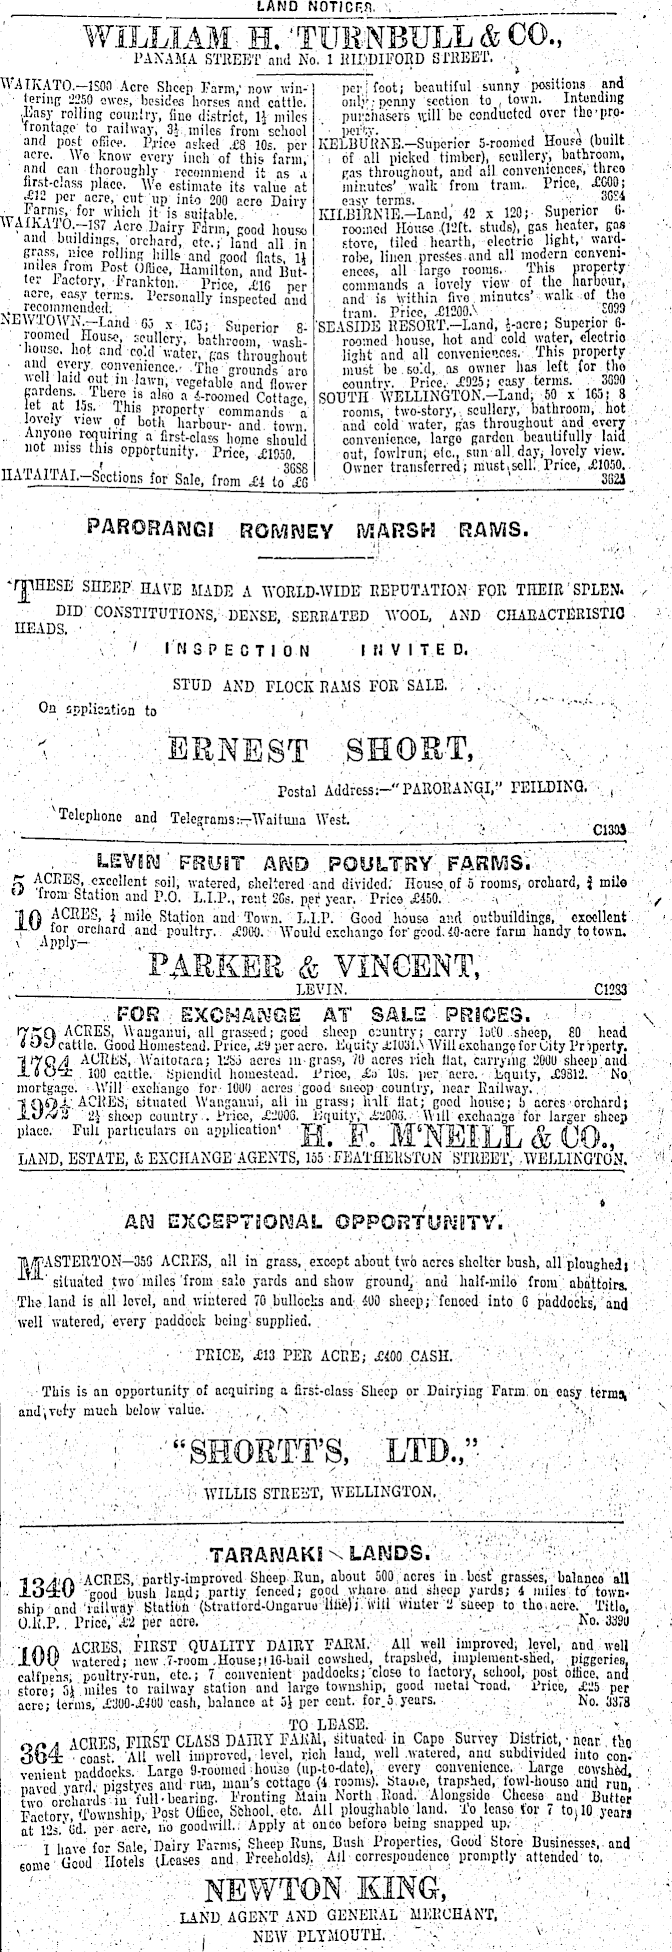 LAND NOTICES.
WILLIAM H. TURNBULL & CO.,
PANAMA STREET and No. 1 RIDDIFORD STREET.
WAIKATO.—1800 Acre Sheep Farm, now win-
tering 2250 ewes, besides horses and cattle.
Easy rolling country, fine district, 1½ miles
frontage to railway, 3½ miles from school
and post office. Price asked £8 10s. per
acre. We know every inch of this farm,
and can thoroughly recommend it as a
first-class place. We estimate its value at
£12 per acre, cut up into 200 acre Dairy
Farms, for which it is suitable.
WAIKATO.—187 Acre Dairy Farm, good house
and buildings, orchard, etc.; land all in
grass, nice rolling hills and good flats, 1½
miles from Post Office, Hamilton, and But-
ter Factory, Frankton. Price, £16 per
acre, easy terms. Personally inspected and
recommended.
NEWTOWN.—Land 65 x 165; Superior 8-
roomed House, scullery, bathroom, wash-
house, hot and cold water, gas throughout
and every convenience. The grounds are
well laid out in lawn, vegetable and flower
gardens. There is also a 4-roomed Cottage,
let at 15s. This property commands a
lovely view of both harbour and town.
Anyone requiring a first-class home should
not miss this opportunity. Price, £1950.
3688
HATAITAI.—Sections for Sale, from £4 to £6
per foot; beautiful sunny positions and
only penny section to town. Intending
purchasers will be conducted over the pro-
perty.
KELBURNE.—Superior 5-roomed House (built
of all picked timber), scullery, bathroom,
gas throughout, and all conveniences, three
minutes' walk from tram. Price, £600;
easy terms. 3694
KILBIRNIE.—Land, 42 x 120; Superior 6-
roomed House (12ft. studs), gas heater, gas
stove, tiled hearth, electric light, ward-
robe, linen presses and all modern conveni-
ences, all large rooms. This property
commands a lovely view of the harbour,
and is within five minutes' walk of the
tram. Price, £1200. 3699
SEASIDE RESORT.—Land, ½-acre; Superior 6-
roomed house, hot and cold water, electric
light and all conveniences. This property
must be sold, as owner has left for the
country. Price, £925; easy terms. 3690
SOUTH WELLINGTON.—Land, 50 x 165; 8
rooms, two-story, scullery, bathroom, hot
and cold water, gas throughout and every
convenience, large garden beautifully laid
out, fowlrun, etc., sun all day, lovely view.
Owner transferred; must sell. Price, £1050.
3625
PARORANGI ROMNEY MARSH RAMS.
THESE SHEEP HAVE MADE A WORLD-WIDE REPUTATION FOR THEIR SPLEN-
DID CONSTITUTIONS, DENSE, SERRATED WOOL, AND CHARACTERISTIC
HEADS.
INSPECTION INVITED.
STUD AND FLOCK RAMS FOR SALE.
On application to
ERNEST SHORT,
Postal Address:—"PARORANGI," FEILDING.
Telephone and Telegrams:—Waituna West.
C1303
LEVIN FRUIT AND POULTRY FARMS.
5 ACRES, excellent soil, watered, sheltered and divided. House of 5 rooms, orchard, ¾ mile
from Station and P.O. L.I.P., rent 26s. per year. Price £450.
10 ACRES, ¼ mile Station and Town. L.I.P. Good house and outbuildings, excellent
for orchard and poultry. £900. Would exchange for good 40-acre farm handy to town.
Apply—
PARKER & VINCENT,
LEVIN. C1283
FOR EXCHANGE AT SALE PRICES.
759 ACRES, Wanganui, all grassed; good sheep country; carry 1500 sheep, 80 head
cattle. Good Homestead. Price, £9 per acre. Equity £1031. Will exchange for City Property.
1784 ACRES, Waitotara; 1285 acres in grass, 70 acres rich flat, carrying 2000 sheep and
100 cattle. Splendid homestead. Price, 10s. per acre. Equity, £9812. No
mortgage. Will exchange for 1000 acres good sheep country, near Railway.
192½ ACRES, situated Wanganui, all in grass; half flat; good house; 5 acres orchard;
2½ sheep country. Price, £2006. Equity, £2006. Will exchange for larger sheep
place. Full particulars on application
H. F. M'NEILL & CO.,
LAND, ESTATE, & EXCHANGE AGENTS, 155 FEATHERSTON STREET, WELLINGTON.
AN EXCEPTIONAL OPPORTUNITY.
MASTERTON—356 ACRES, all in grass, except about two acres shelter bush, all ploughed;
situated two miles from sale yards and show ground, and half-mile from abattoirs.
The land is all level, and wintered 70 bullocks and 400 sheep; fenced into 6 paddocks, and
well watered, every paddock being supplied.
PRICE, £13 PER ACRE; £400 CASH.
This is an opportunity of acquiring a first-class Sheep or Dairying Farm on easy terms,
and very much below value.
"SHORTT'S, LTD.,"
WILLIS STREET, WELLINGTON.
TARANAKI LANDS.
1340 ACRES, partly-improved Sheep Run, about 500 acres in best grasses, balance all
good bush land; partly fenced; good whare and sheep yards; 4 miles to town-
ship and railway Station (Stratford-Ongarue line); will winter 2 sheep to the acre. Title,
O.R.P. Price, £2 per acre. No. 3390
100 ACRES, FIRST QUALITY DAIRY FARM. All well improved, level, and well
watered; new 7-room House; 16-bail cowshed, trapshed, implement-shed, piggeries,
calfpens, poultry-run, etc.; 7 convenient paddocks; close to factory, school, post office, and
store; 5½ miles to railway station and large township, good metal road. Price, £25 per
acre; terms, £300-£400 cash, balance at 5½ per cent. for 5 years. No. 3378
TO LEASE.
364 ACRES, FIRST CLASS DAIRY FARM, situated in Cape Survey District, near the
coast. All well improved, level, rich land, well watered, and subdivided into con-
venient paddocks. Large 9-roomed house (up-to-date), every convenience. Large cowshed,
paved yard, pigstyes and run, man's cottage (4 rooms). Stable, trapshed, fowl-house and run,
two orchards in full bearing. Fronting Main North Road. Alongside Cheese and Butter
Factory, Township, Post Office, School, etc. All ploughable land. To lease for 7 to 10 years
at 12s. 6d. per acre, no goodwill. Apply at once before being snapped up.
I have for Sale, Dairy Farms, Sheep Runs, Bush Properties, Good Store Businesses, and
some Good Hotels (Leases and Freeholds). All correspondence promptly attended to.
NEWTON KING,
LAND AGENT AND GENERAL MERCHANT,
NEW PLYMOUTH.